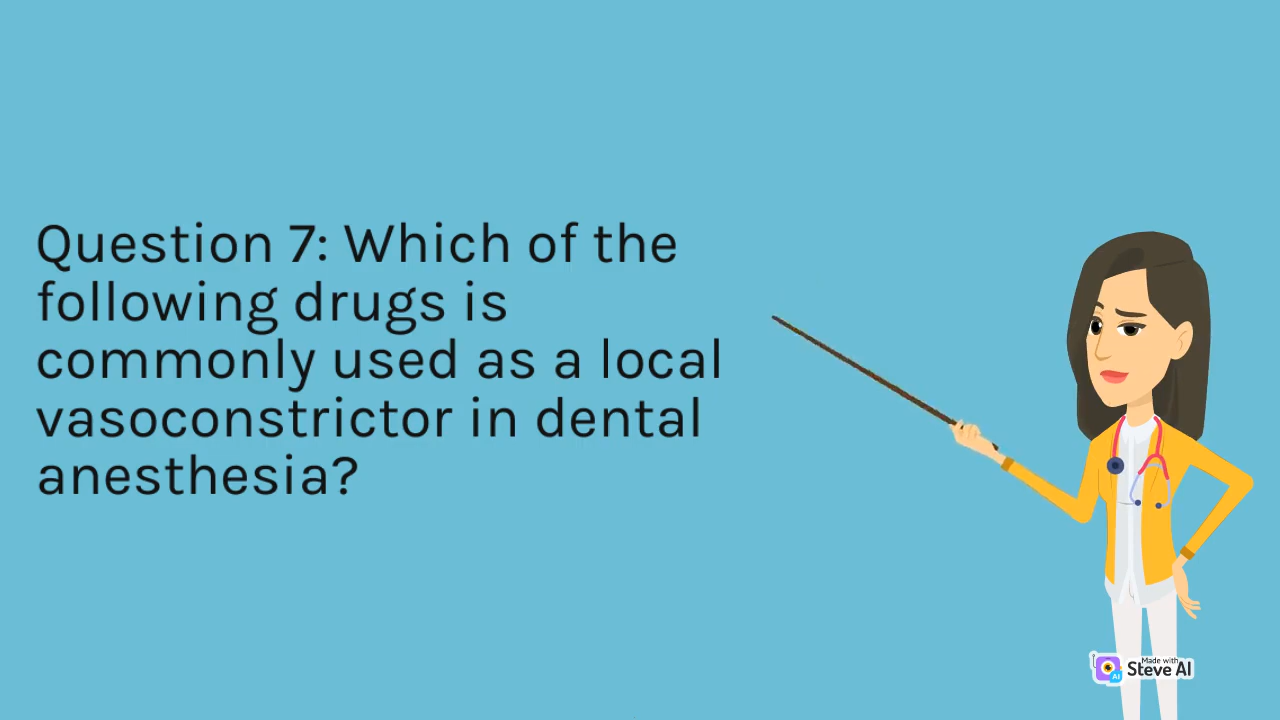 Question 7: Which of the
following drugs is
commonly used as a local
vasoconstrictor in dental
anesthesia?
Made with
Steve AI
AI